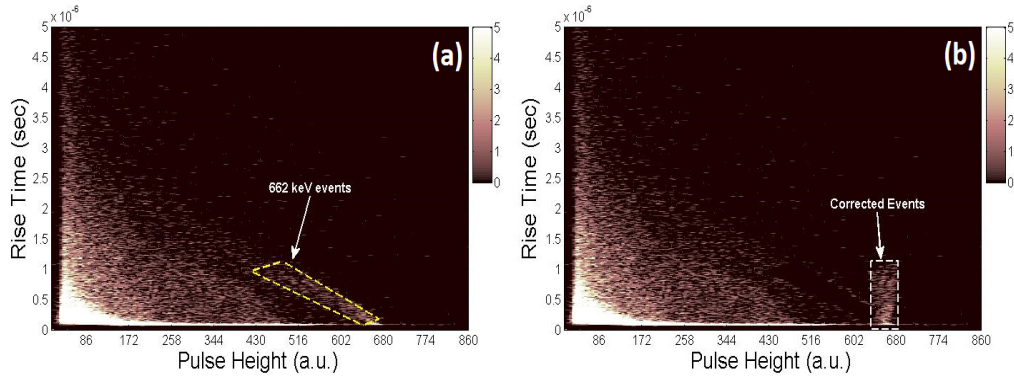 x 10⁻⁶
(a)
Rise Time (sec)
5
4.5
4
3.5
3
2.5
2
1.5
1
0.5
0
662 keV events
86 172 258 344 430 516 602 680 774 860
Pulse Height (a.u.)
5
4
3
2
1
0
x 10⁻⁶
(b)
Rise Time (sec)
5
4.5
4
3.5
3
2.5
2
1.5
1
0.5
0
Corrected Events
86 172 258 344 430 516 602 680 774 860
Pulse Height (a.u.)
5
4
3
2
1
0